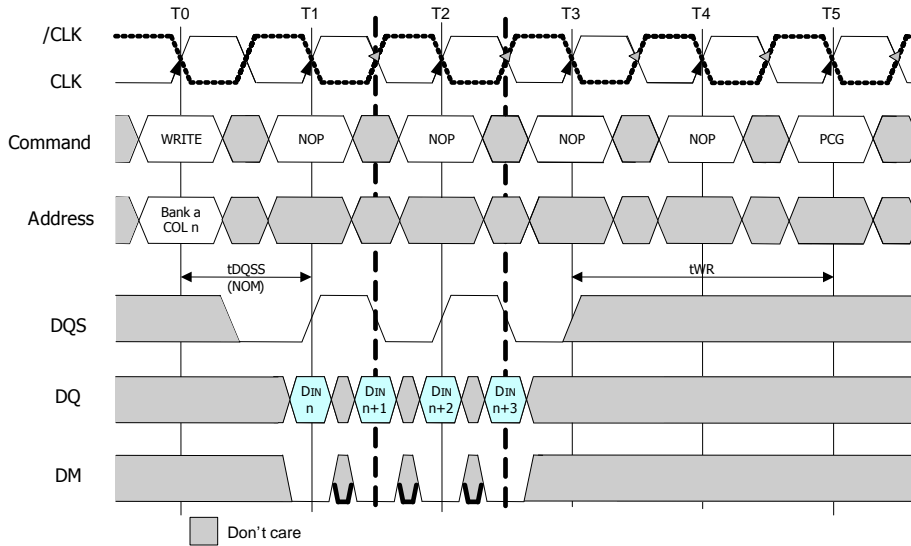 T0 T1 T2 T3 T4 T5
/CLK
CLK
Command WRITE NOP NOP NOP NOP PCG
Address Bank a
COL n
tDQSS
(NOM)
tWR
DQS
DQ DIN DIN DIN DIN
n n+1 n+2 n+3
DM
Don't care